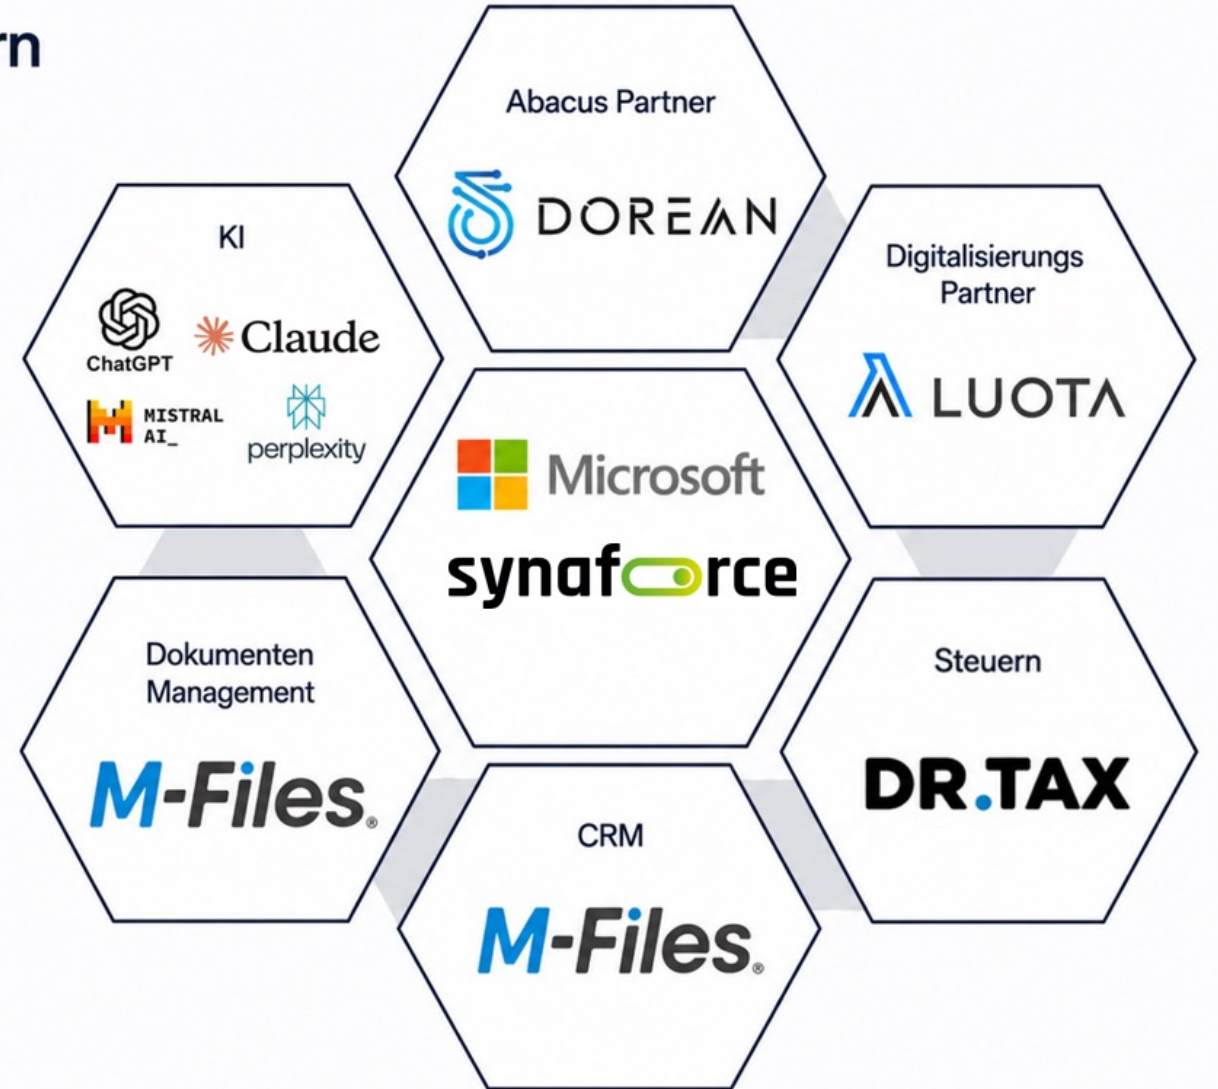 rn
Abacus Partner
DOREAN
KI
ChatGPT
Claude
MISTRAL
AI_
perplexity
Digitalisierungs
Partner
LUOTA
Microsoft
synaforce
Dokumenten
Management
M-Files®
Steuern
DR.TAX
CRM
M-Files®